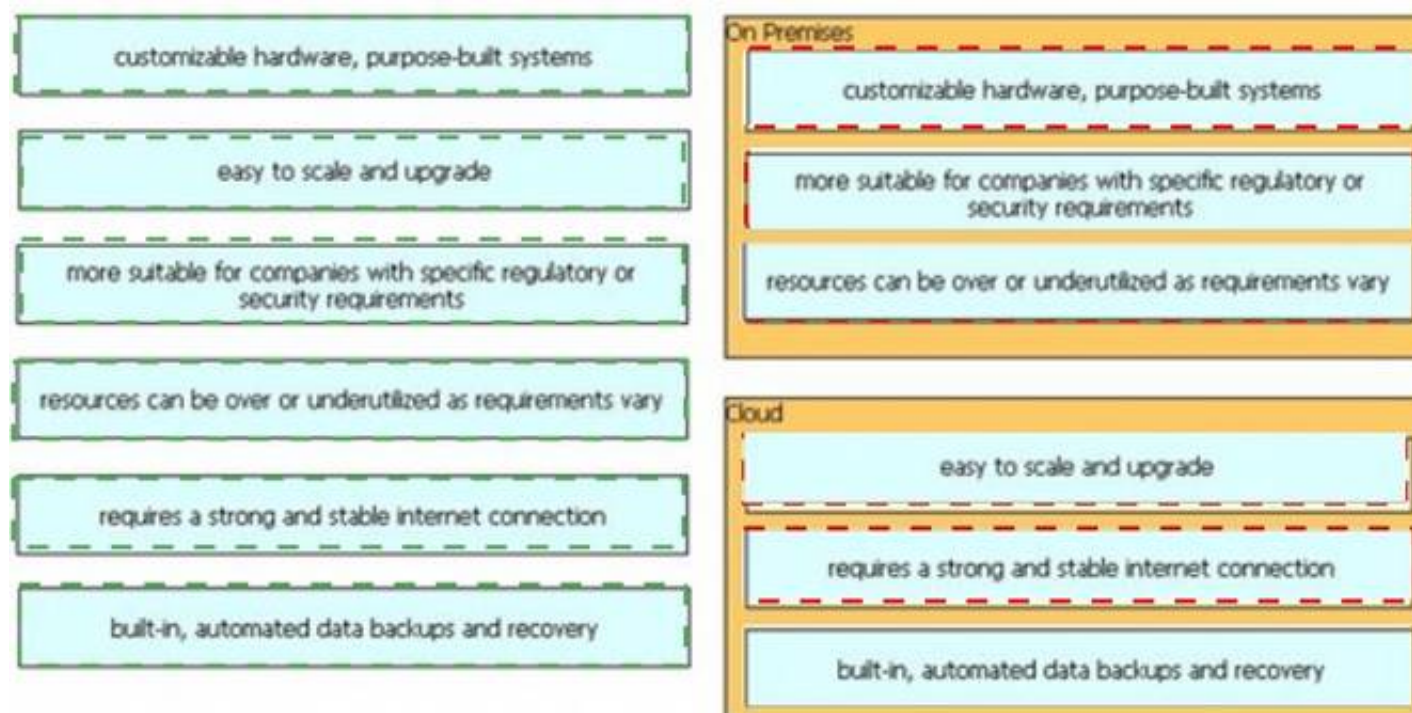 customizable hardware, purpose-built systems
easy to scale and upgrade
more suitable for companies with specific regulatory or
security requirements
resources can be over or underutilized as requirements vary
requires a strong and stable internet connection
built-in, automated data backups and recovery
On Premises
customizable hardware, purpose-built systems
more suitable for companies with specific regulatory or
security requirements
resources can be over or underutilized as requirements vary
Cloud
easy to scale and upgrade
requires a strong and stable internet connection
built-in, automated data backups and recovery